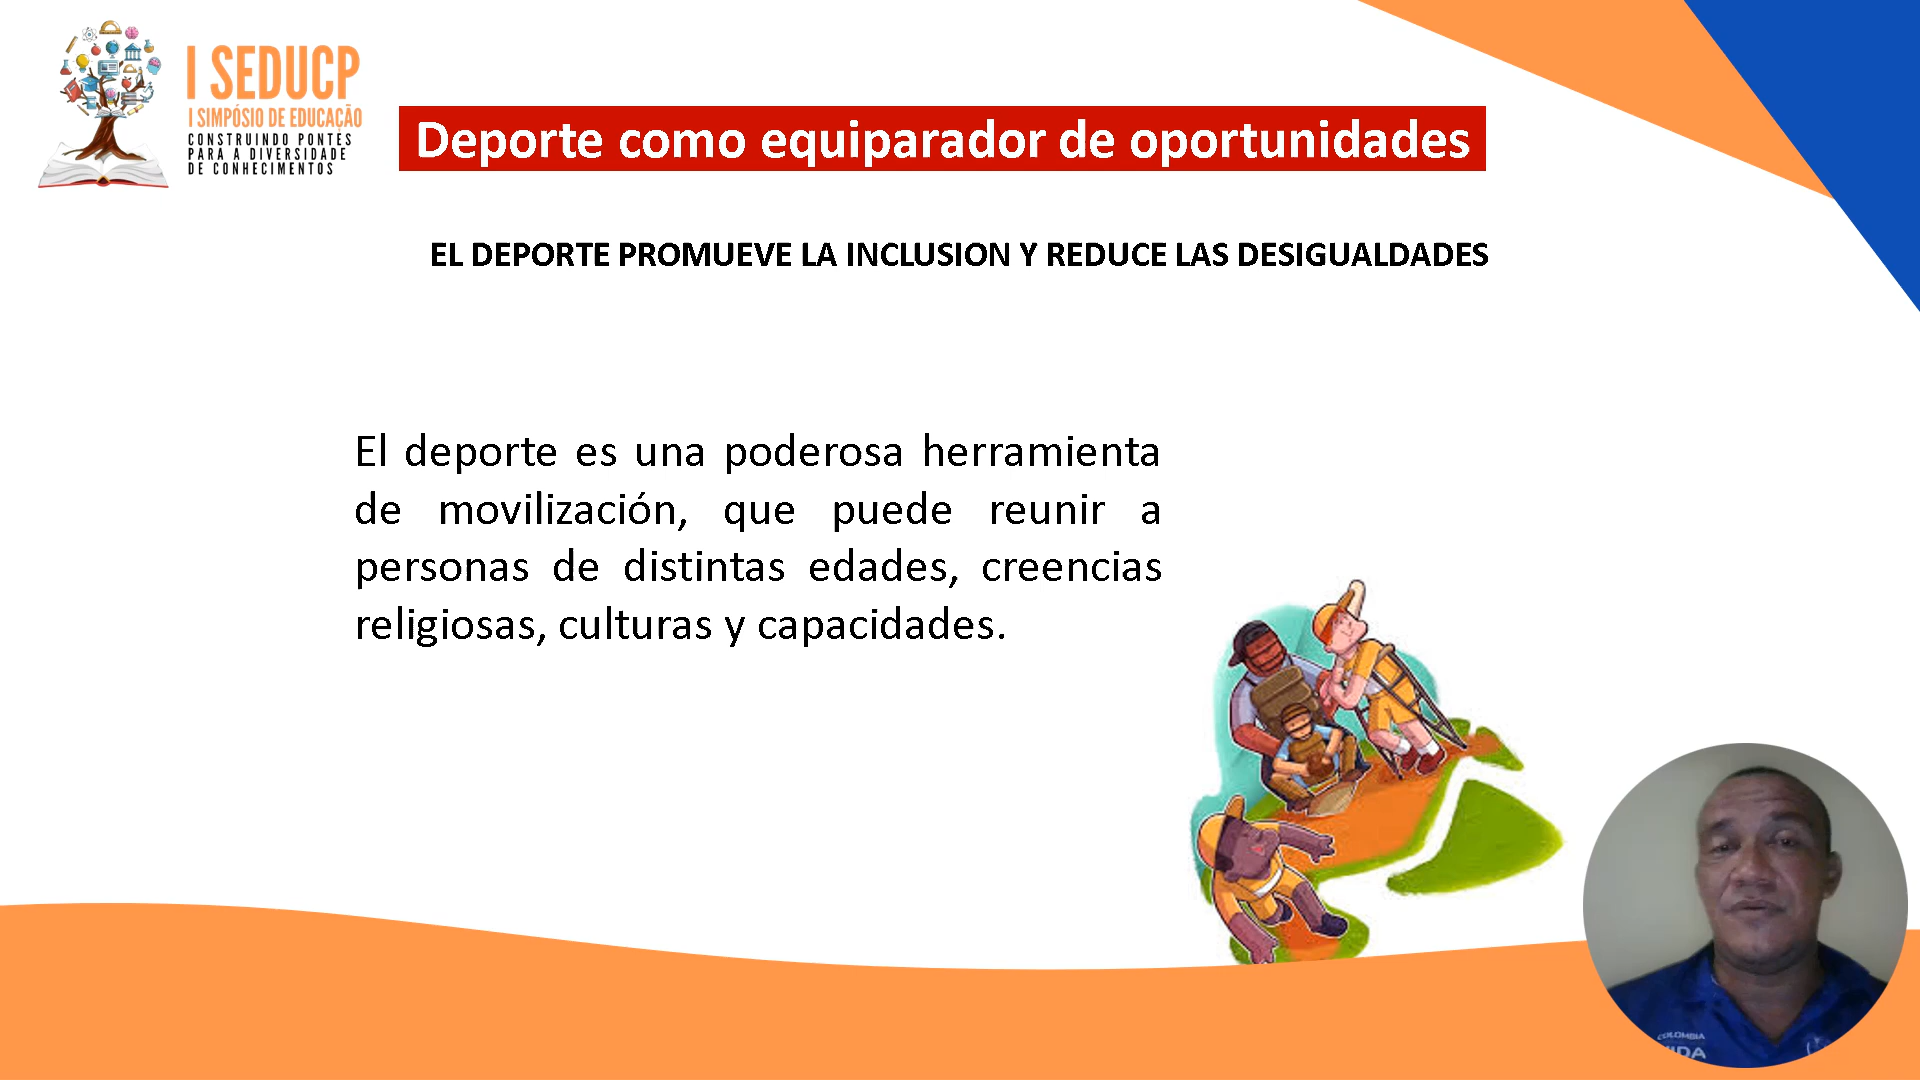 I SEDUCP
I SIMPÓSIO DE EDUCAÇÃO
CONSTRUINDO PONTES
PARA A DIVERSIDADE
DE CONHECIMENTOS
Deporte como equiparador de oportunidades
EL DEPORTE PROMUEVE LA INCLUSION Y REDUCE LAS DESIGUALDADES
El deporte es una poderosa herramienta
de movilización, que puede reunir a
personas de distintas edades, creencias
religiosas, culturas y capacidades.
COLOMBIA